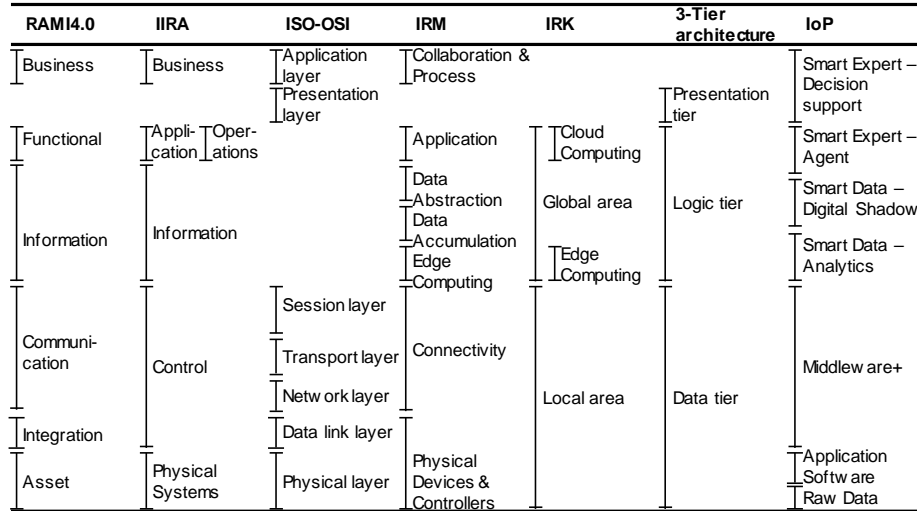 RAMI4.0 IIRA ISO-OSI IRM IRK 3-Tier architecture IoP
Business Business Application layer Collaboration & Process Smart Expert – Decision support
Presentation layer Presentation tier
Functional Appli-cation Oper-ations Application Cloud Computing Smart Expert – Agent
Data Abstraction Global area Logic tier Smart Data – Digital Shadow
Information Information Data Accumulation
Edge Computing Edge Computing Smart Data – Analytics
Session layer
Communi-cation Control Transport layer Connectivity Middleware+
Network layer Local area Data tier
Integration Data link layer
Asset Physical Systems Physical layer Physical Devices & Controllers Application Software
Raw Data